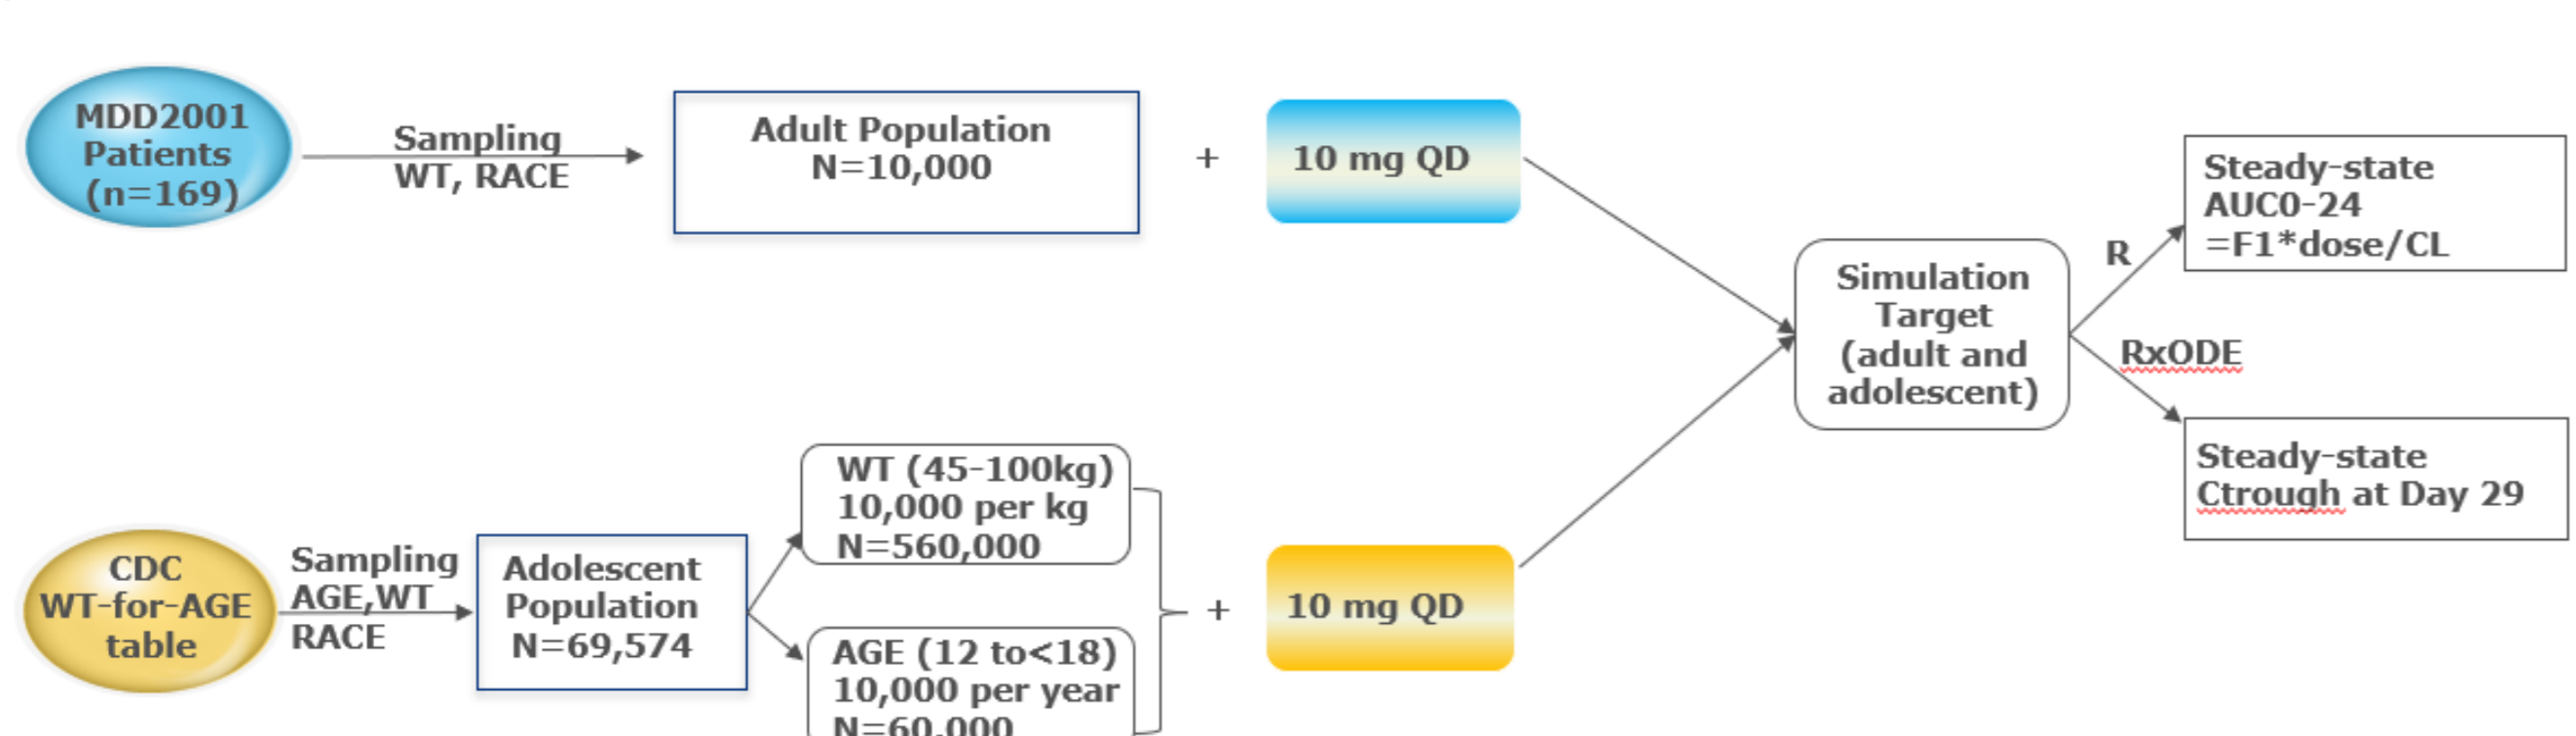 MDD2001
Patients
(n=169)
Sampling
WT, RACE
Adult Population
N=10,000
+
10 mg QD
CDC
WT-for-AGE
table
Sampling
AGE,WT
RACE
Adolescent
Population
N=69,574
WT (45-100kg)
10,000 per kg
N=560,000
AGE (12 to<18)
10,000 per year
N=60,000
+
10 mg QD
Simulation
Target
(adult and
adolescent)
R
Steady-state
AUC0-24
=F1*dose/CL
RxODE
Steady-state
Ctrough at Day 29